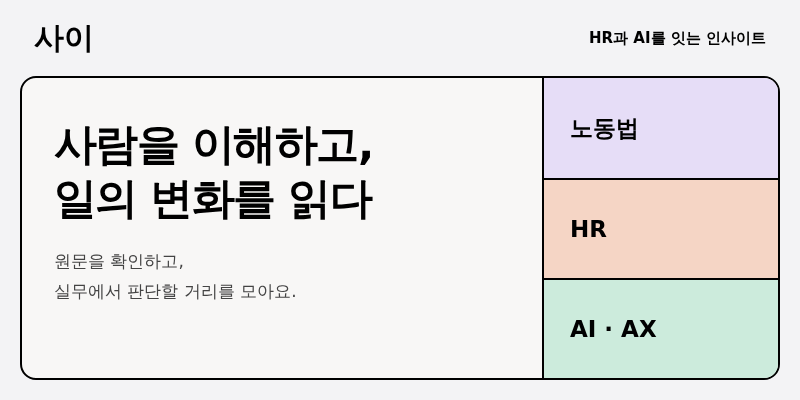 사이
HR과 AI를 잇는 인사이트
사람을 이해하고,
일의 변화를 읽다
원문을 확인하고,
실무에서 판단할 거리를 모아요.
노동법
HR
AI · AX